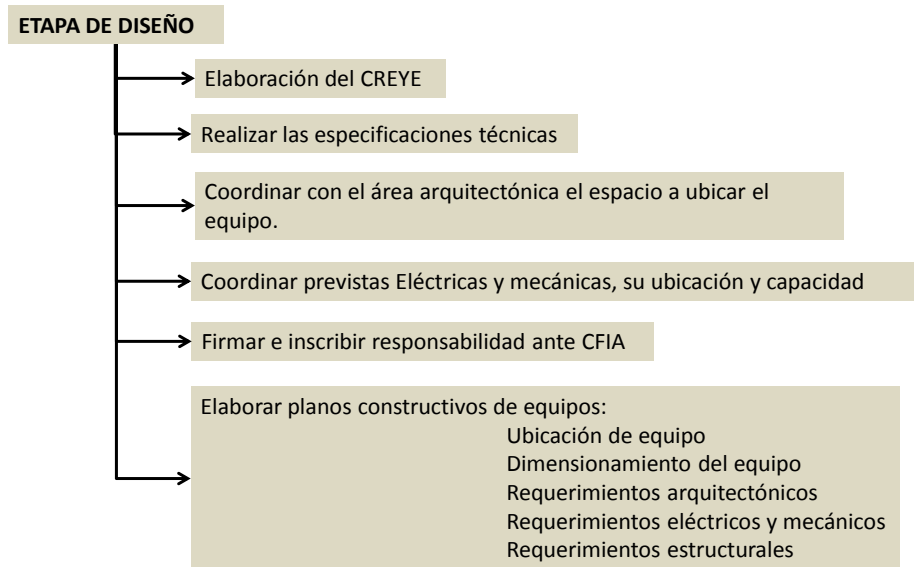 ETAPA DE DISEÑO
Elaboración del CREYE
Realizar las especificaciones técnicas
Coordinar con el área arquitectónica el espacio a ubicar el
equipo.
Coordinar previstas Eléctricas y mecánicas, su ubicación y capacidad
Firmar e inscribir responsabilidad ante CFIA
Elaborar planos constructivos de equipos:
Ubicación de equipo
Dimensionamiento del equipo
Requerimientos arquitectónicos
Requerimientos eléctricos y mecánicos
Requerimientos estructurales